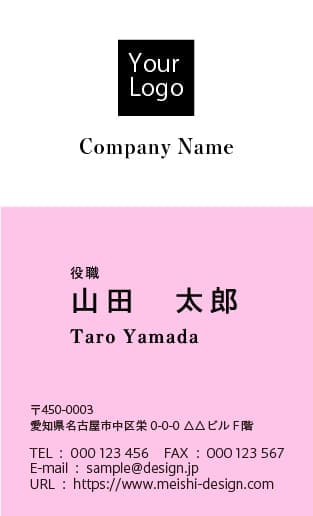 Your
Logo
Company Name
役職
山田　太郎
Taro Yamada
〒450-0003
愛知県名古屋市中区栄 0-0-0 △△ビル F階
TEL : 000 123 456　FAX : 000 123 567
E-mail : sample@design.jp
URL : https://www.meishi-design.com